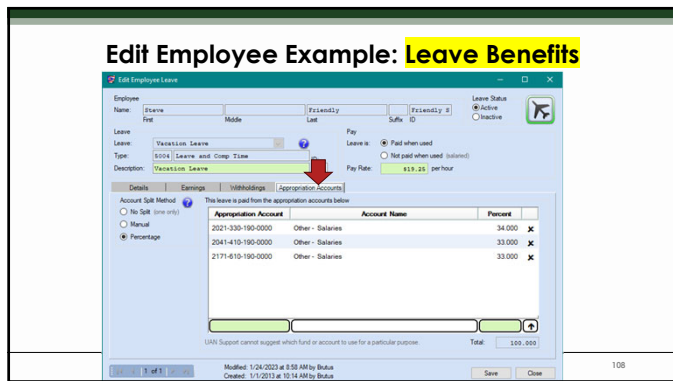 Edit Employee Example: Leave Benefits
Edit Employee Leave
Employee
Name: Steve Friendly Friendly S
First Middle Last Suffix ID
Leave Status
Active
Inactive
Leave
Leave: Vacation Leave
Type: 5004 Leave and Comp Time
Description: Vacation Leave
Pay
Leave is: Paid when used
Not paid when used (salaried)
Pay Rate: $19.25 per hour
Details Earnings Withholdings Appropriation Accounts
Account Split Method
No Split (one only)
Manual
Percentage
This leave is paid from the appropriation accounts below
Appropriation Account Account Name Percent
2021-330-190-0000 Other - Salaries 34.000
2041-410-190-0000 Other - Salaries 33.000
2171-610-190-0000 Other - Salaries 33.000
UAN Support cannot suggest which fund or account to use for a particular purpose. Total: 100.000
1 of 1
Modified: 1/24/2023 at 8:58 AM by Brutus
Created: 1/1/2013 at 10:14 AM by Brutus
Save Close
108